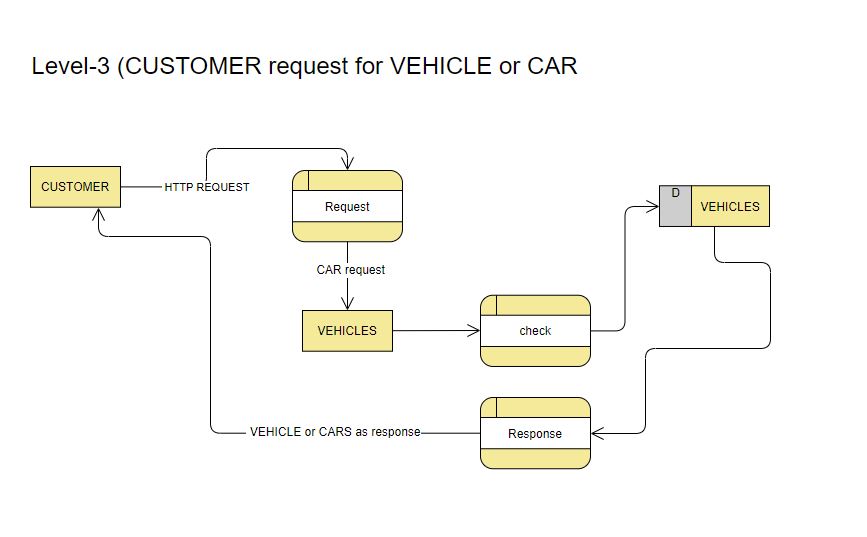 Level-3 (CUSTOMER request for VEHICLE or CAR
CUSTOMER
HTTP REQUEST
Request
D
VEHICLES
CAR request
VEHICLES
check
VEHICLE or CARS as response
Response